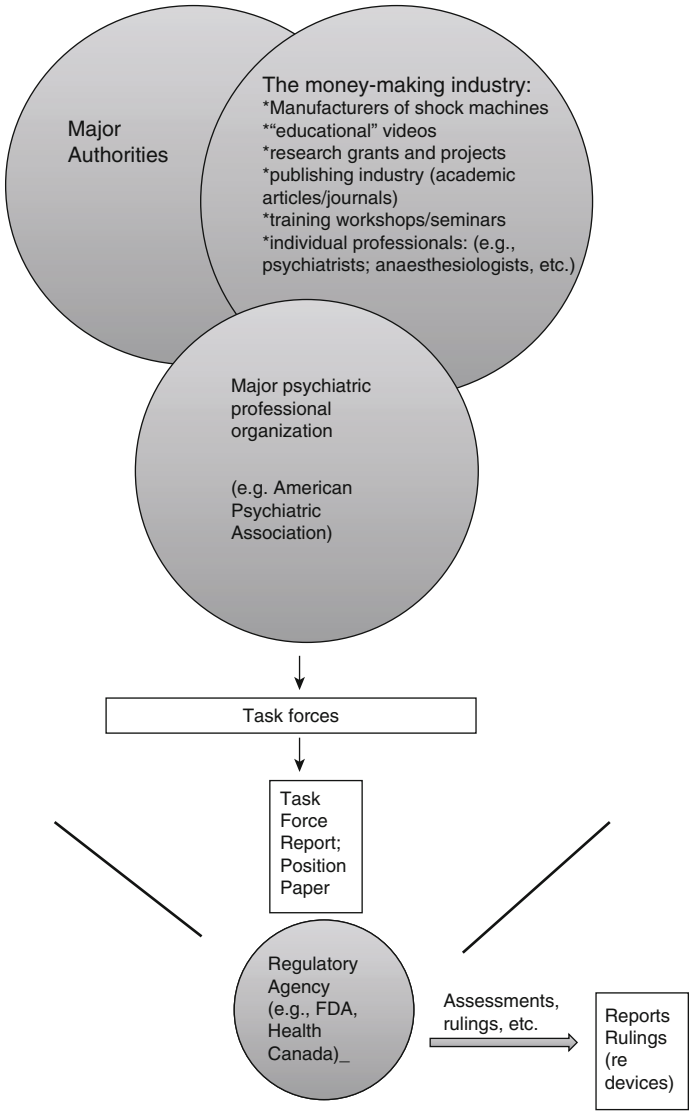 Major
Authorities
The money-making industry:
*Manufacturers of shock machines
*“educational” videos
*research grants and projects
*publishing industry (academic
articles/journals)
*training workshops/seminars
*individual professionals: (e.g.,
psychiatrists; anaesthesiologists, etc.)
Major psychiatric
professional
organization
(e.g. American
Psychiatric
Association)
Task forces
Task
Force
Report;
Position
Paper
Regulatory
Agency
(e.g., FDA,
Health
Canada)_
Assessments,
rulings, etc.
Reports
Rulings
(re
devices)